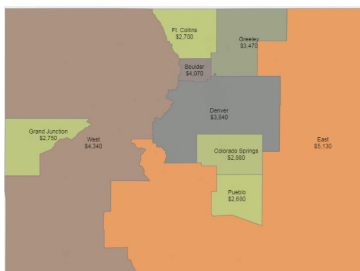 Ft. Collins
$2,700
Greeley
$3,470
Boulder
$4,070
Denver
$3,840
Grand Junction
$2,750
West
$4,340
Colorado Springs
$2,880
East
$5,130
Pueblo
$2,680